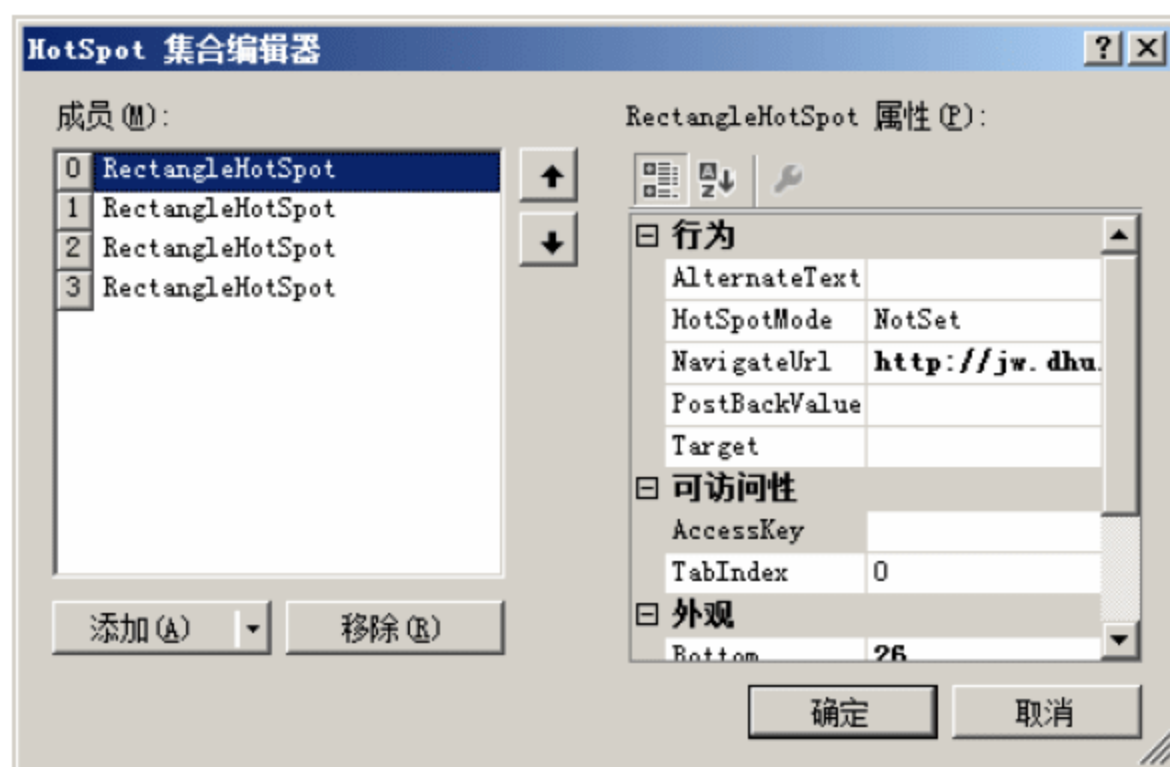 HotSpot 集合编辑器
成员(M):
0 RectangleHotSpot
1 RectangleHotSpot
2 RectangleHotSpot
3 RectangleHotSpot
添加(A)
移除(R)
RectangleHotSpot 属性(P):
行为
AlternateText
HotSpotMode NotSet
NavigateUrl http://jw.dhu.
PostBackValue
Target
可访问性
AccessKey
TabIndex 0
外观
Bottom 26
确定
取消